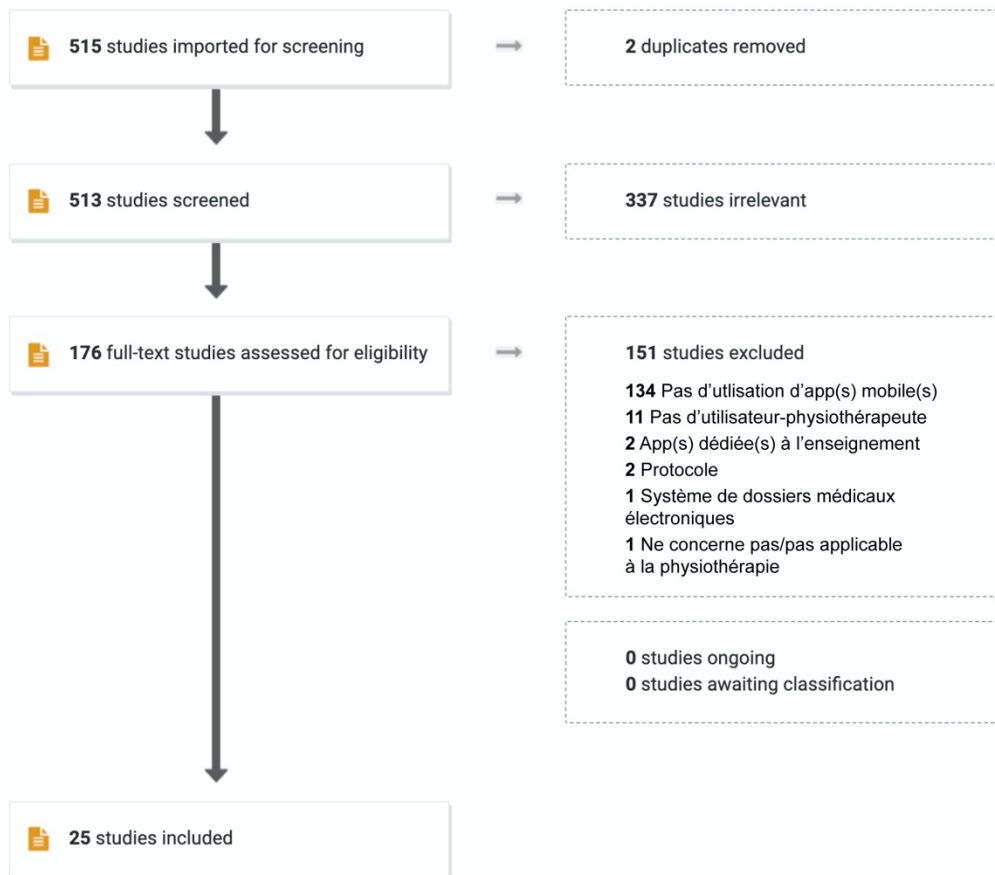 515 studies imported for screening
2 duplicates removed
513 studies screened
337 studies irrelevant
176 full-text studies assessed for eligibility
151 studies excluded
134 Pas d’utlisation d’app(s) mobile(s)
11 Pas d’utilisateur-physiothérapeute
2 App(s) dédiée(s) à l’enseignement
2 Protocole
1 Système de dossiers médicaux
électroniques
1 Ne concerne pas/pas applicable
à la physiothérapie
0 studies ongoing
0 studies awaiting classification
25 studies included